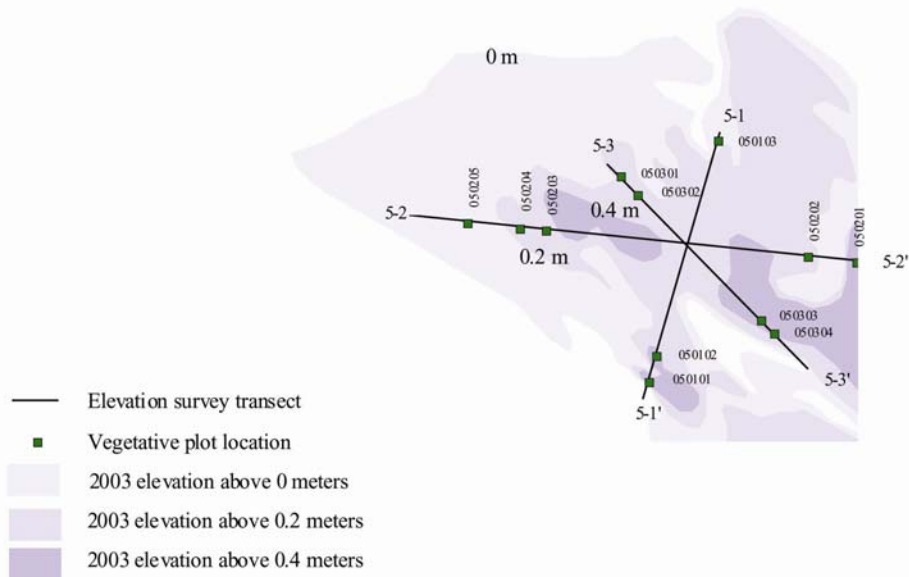 0 m
5-1
050103
5-3
050301
050302
050205
050204
050203
0.4 m
5-2
0.2 m
050202
050201
5-2'
050303
050304
050102
5-3'
050101
5-1'
Elevation survey transect
Vegetative plot location
2003 elevation above 0 meters
2003 elevation above 0.2 meters
2003 elevation above 0.4 meters